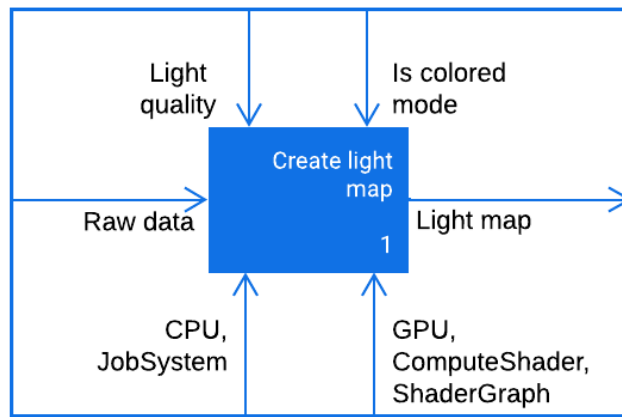 Light
quality
Is colored
mode
Create light
map
1
Raw data
Light map
CPU,
JobSystem
GPU,
ComputeShader,
ShaderGraph